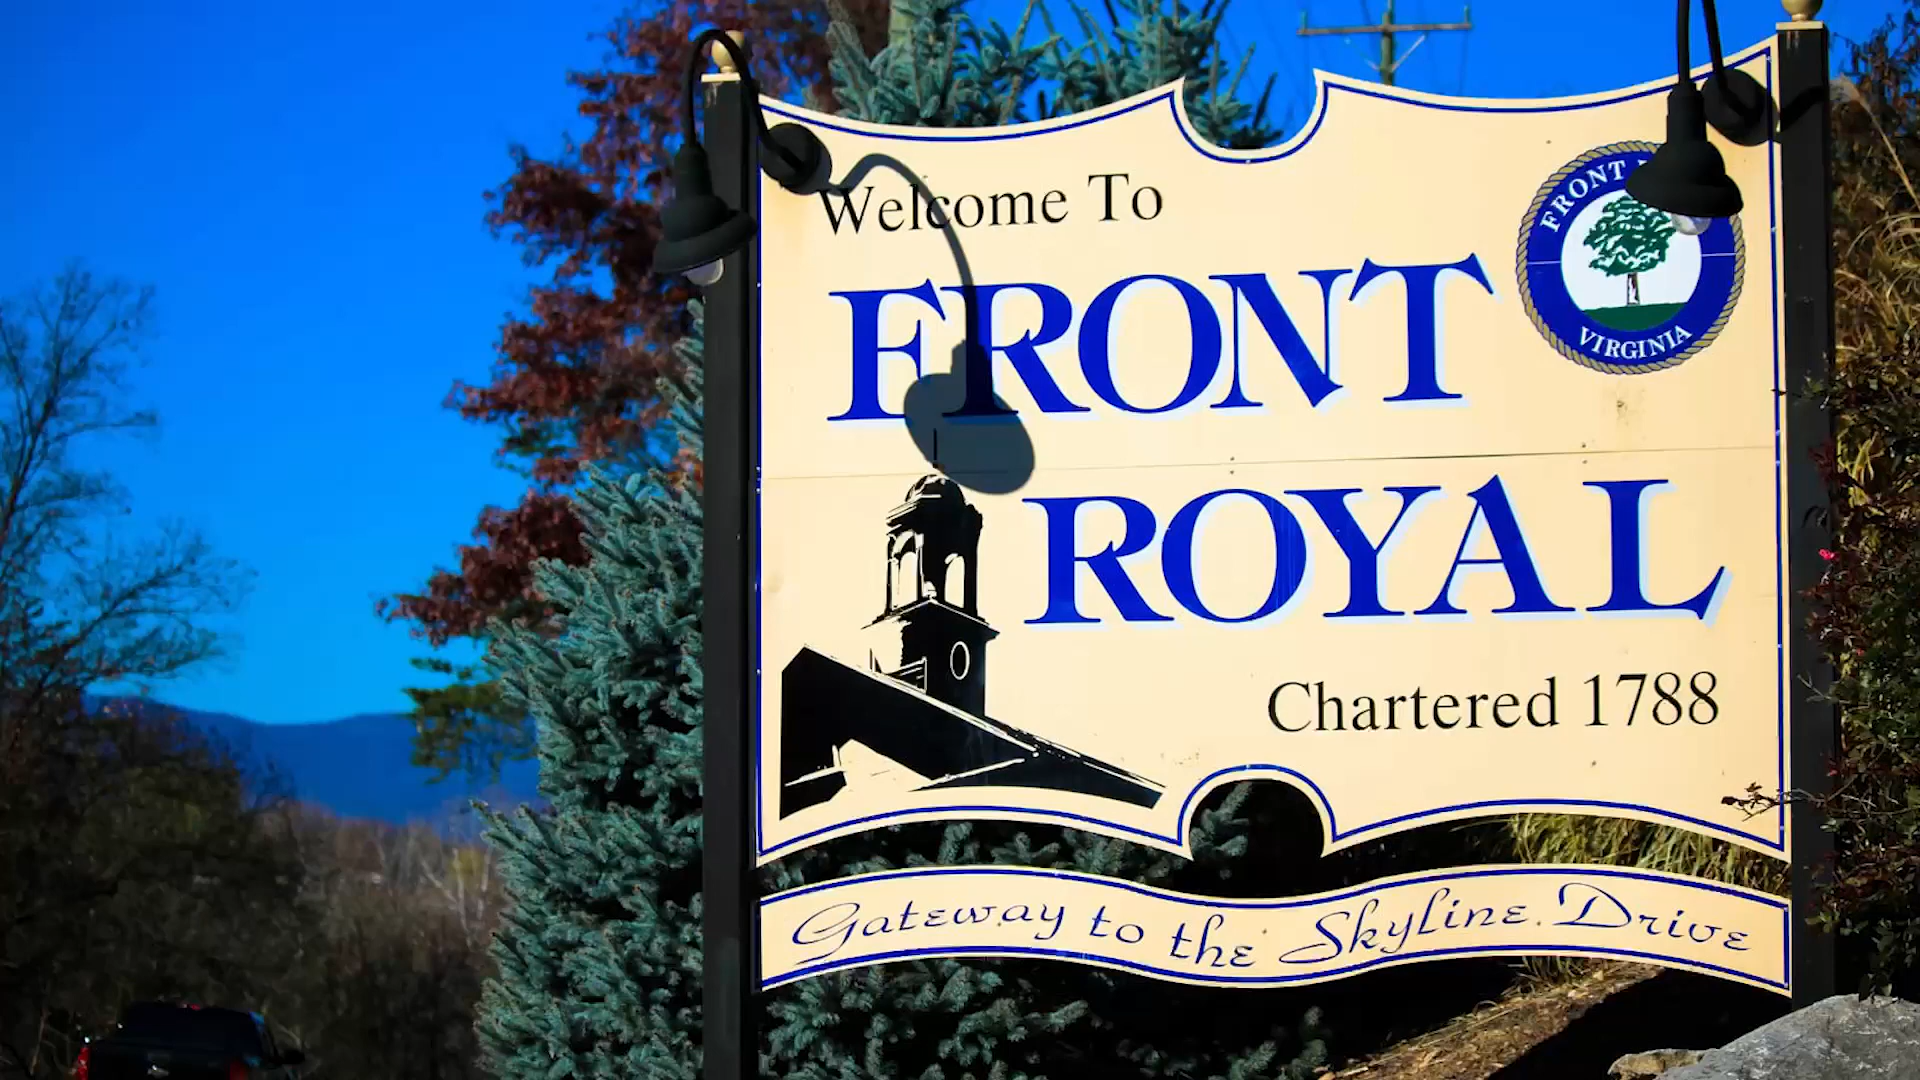 Welcome To
FRONT
ROYAL
Chartered 1788
Gateway to the Skyline Drive
FRONT
VIRGINIA